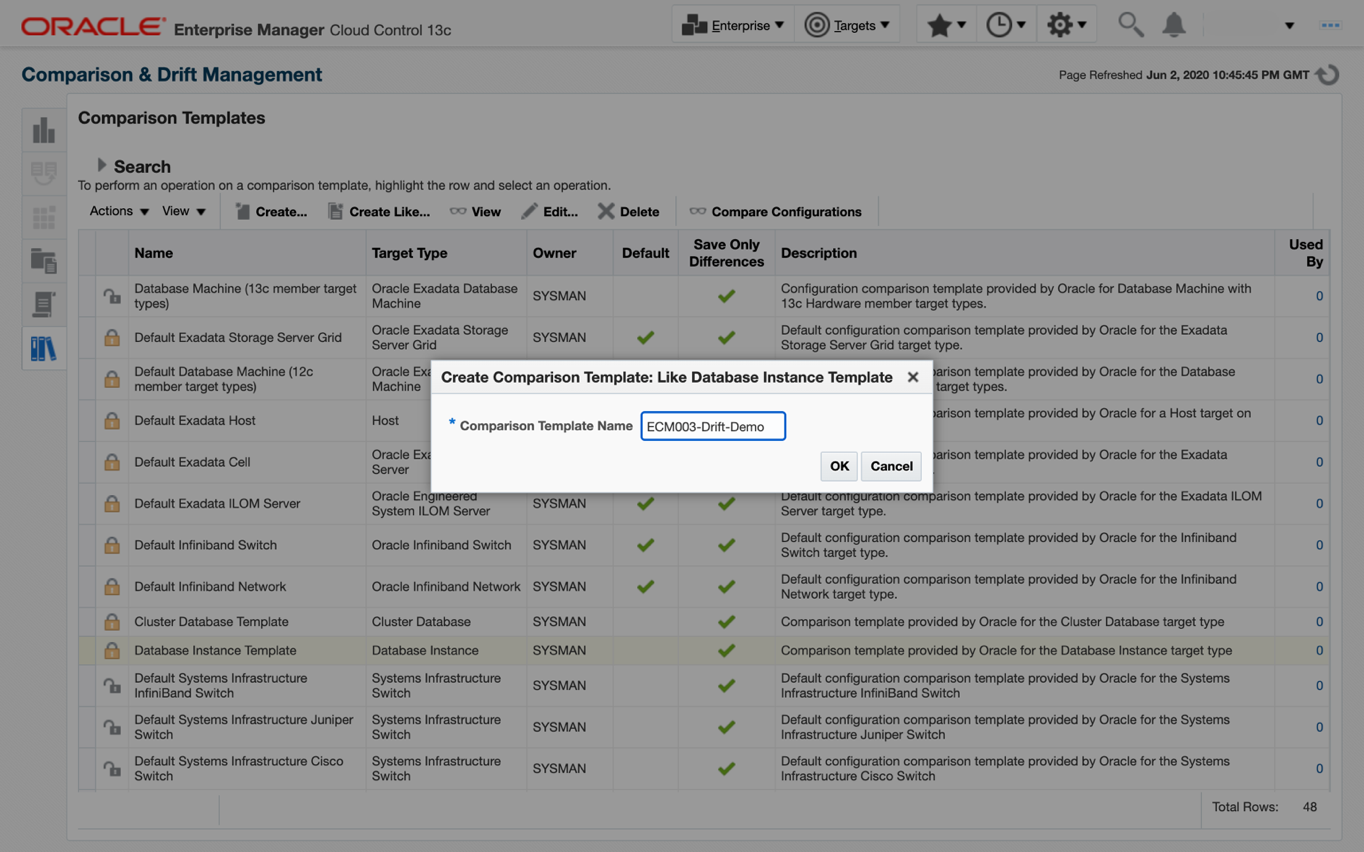 ORACLE Enterprise Manager Cloud Control 13c
Enterprise Targets
Comparison & Drift Management
Page Refreshed Jun 2, 2020 10:45:45 PM GMT
Comparison Templates
Search
To perform an operation on a comparison template, highlight the row and select an operation.
Actions View Create... Create Like... View Edit... Delete Compare Configurations
Name Target Type Owner Default Save Only Differences Description Used By
Database Machine (13c member target types) Oracle Exadata Database Machine SYSMAN Configuration comparison template provided by Oracle for Database Machine with 13c Hardware member target types. 0
Default Exadata Storage Server Grid Oracle Exadata Storage Server Grid SYSMAN Default configuration comparison template provided by Oracle for the Exadata Storage Server Grid target type. 0
Default Database Machine (12c member target types) Oracle Machine parison template provided by Oracle for the Database target types. 0
Default Exadata Host Host parison template provided by Oracle for a Host target on 0
Default Exadata Cell Oracle Server parison template provided by Oracle for the Exadata 0
Create Comparison Template: Like Database Instance Template
* Comparison Template Name ECM003-Drift-Demo
OK Cancel
Default Exadata ILOM Server Oracle Engineered System ILOM Server SYSMAN Default configuration comparison template provided by Oracle for the Exadata ILOM Server target type. 0
Default Infiniband Switch Oracle Infiniband Switch SYSMAN Default configuration comparison template provided by Oracle for the Infiniband Switch target type. 0
Default Infiniband Network Oracle Infiniband Network SYSMAN Default configuration comparison template provided by Oracle for the Infiniband Network target type. 0
Cluster Database Template Cluster Database SYSMAN Comparison template provided by Oracle for the Cluster Database target type 0
Database Instance Template Database Instance SYSMAN Comparison template provided by Oracle for the Database Instance target type 0
Default Systems Infrastructure InfiniBand Switch Systems Infrastructure Switch SYSMAN Default configuration comparison template provided by Oracle for the Systems Infrastructure InfiniBand Switch 0
Default Systems Infrastructure Juniper Switch Systems Infrastructure Switch SYSMAN Default configuration comparison template provided by Oracle for the Systems Infrastructure Juniper Switch 0
Default Systems Infrastructure Cisco Switch Systems Infrastructure Switch SYSMAN Default configuration comparison template provided by Oracle for the Systems Infrastructure Cisco Switch 0
Total Rows: 48